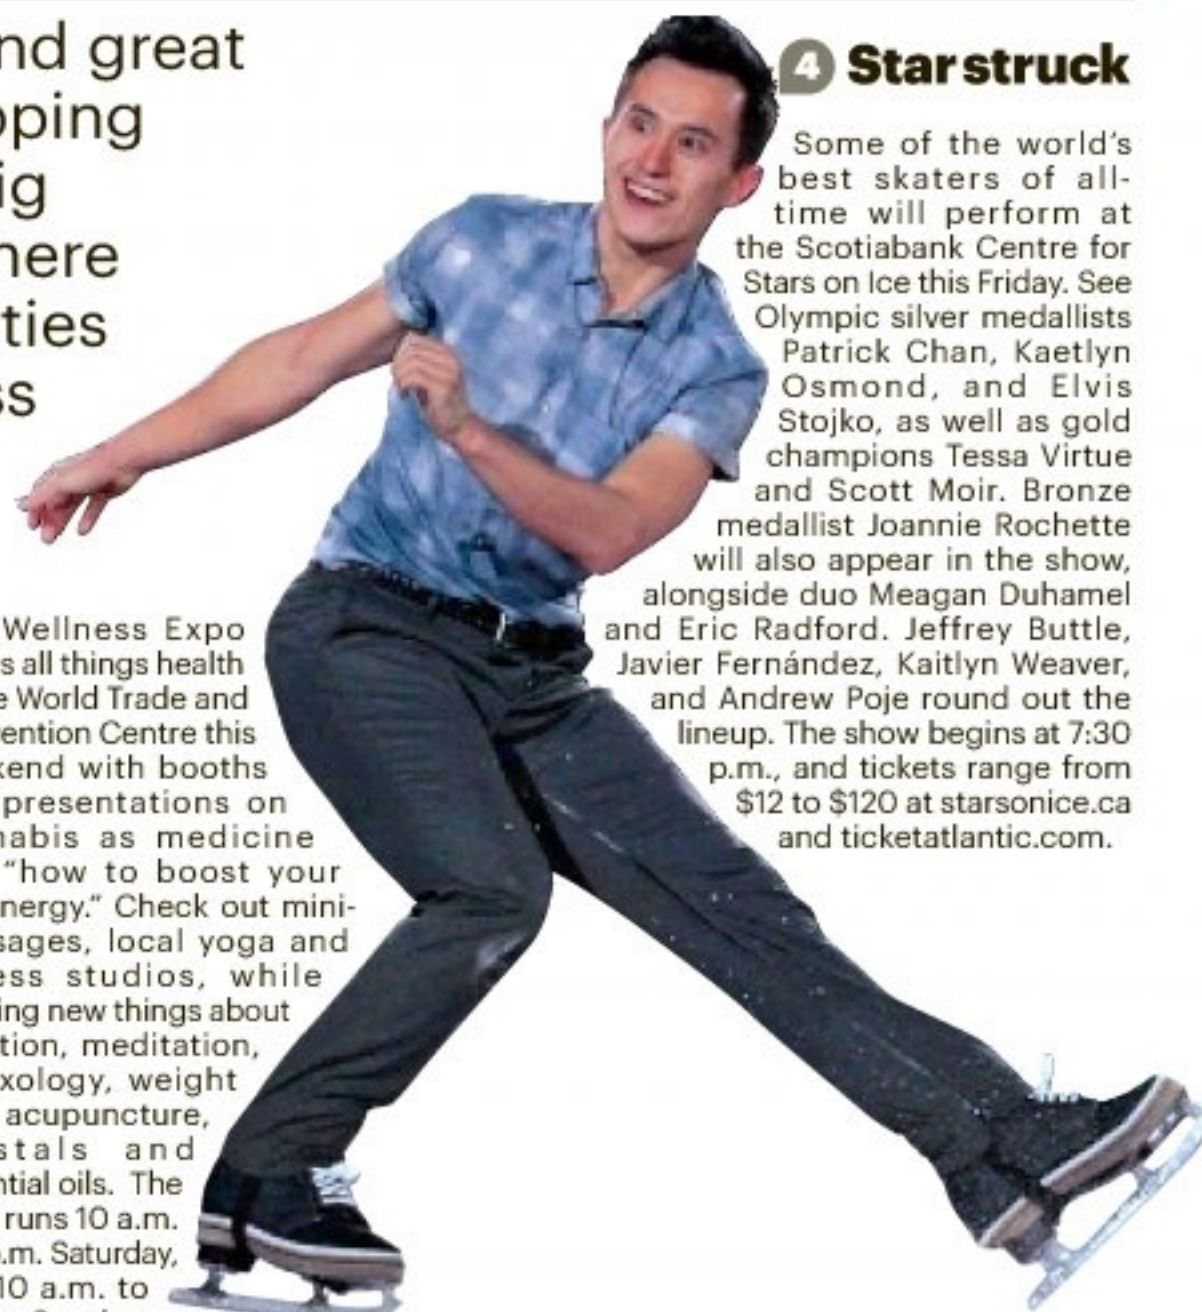 nd great
pping
ig
here
ties
ss
Wellness Expo
s all things health
e World Trade and
ention Centre this
kend with booths
presentations on
nabis as medicine
“how to boost your
nergy.” Check out mini-
sages, local yoga and
ess studios, while
ing new things about
tion, meditation,
xology, weight
acupuncture,
stals and
ntial oils. The
runs 10 a.m.
.m. Saturday,
10 a.m. to
4 Star struck
Some of the world’s
best skaters of all-
time will perform at
the Scotiabank Centre for
Stars on Ice this Friday. See
Olympic silver medallists
Patrick Chan, Kaetlyn
Osmond, and Elvis
Stojko, as well as gold
champions Tessa Virtue
and Scott Moir. Bronze
medallist Joannie Rochette
will also appear in the show,
alongside duo Meagan Duhamel
and Eric Radford. Jeffrey Buttle,
Javier Fernández, Kaitlyn Weaver,
and Andrew Poje round out the
lineup. The show begins at 7:30
p.m., and tickets range from
$12 to $120 at starsonice.ca
and ticketatlantic.com.